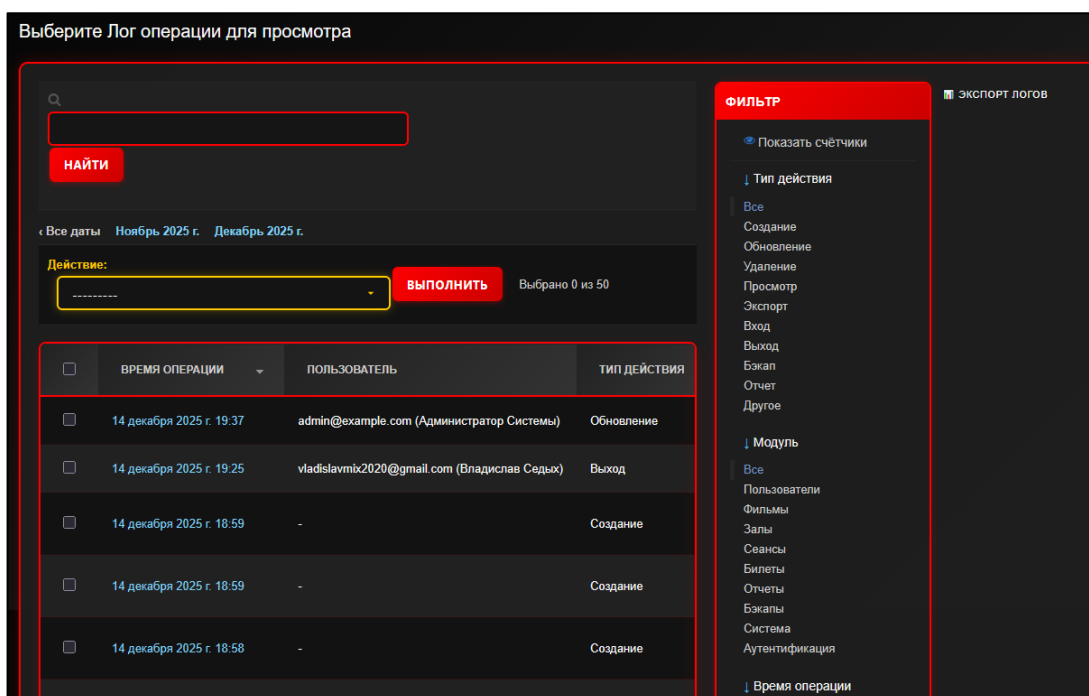 Выберите Лог операции для просмотра
НАЙТИ
‹ Все даты Ноябрь 2025 г. Декабрь 2025 г.
Действие:
--------- ВЫПОЛНИТЬ Выбрано 0 из 50
ВРЕМЯ ОПЕРАЦИИ ПОЛЬЗОВАТЕЛЬ ТИП ДЕЙСТВИЯ
14 декабря 2025 г. 19:37 admin@example.com (Администратор Системы) Обновление
14 декабря 2025 г. 19:25 vladislavmix2020@gmail.com (Владислав Седых) Выход
14 декабря 2025 г. 18:59 - Создание
14 декабря 2025 г. 18:59 - Создание
14 декабря 2025 г. 18:58 - Создание
ФИЛЬТР
Показать счётчики
↓ Тип действия
Все
Создание
Обновление
Удаление
Просмотр
Экспорт
Вход
Выход
Бэкап
Отчет
Другое
↓ Модуль
Все
Пользователи
Фильмы
Залы
Сеансы
Билеты
Отчеты
Бэкапы
Система
Аутентификация
↓ Время операции
ЭКСПОРТ ЛОГОВ